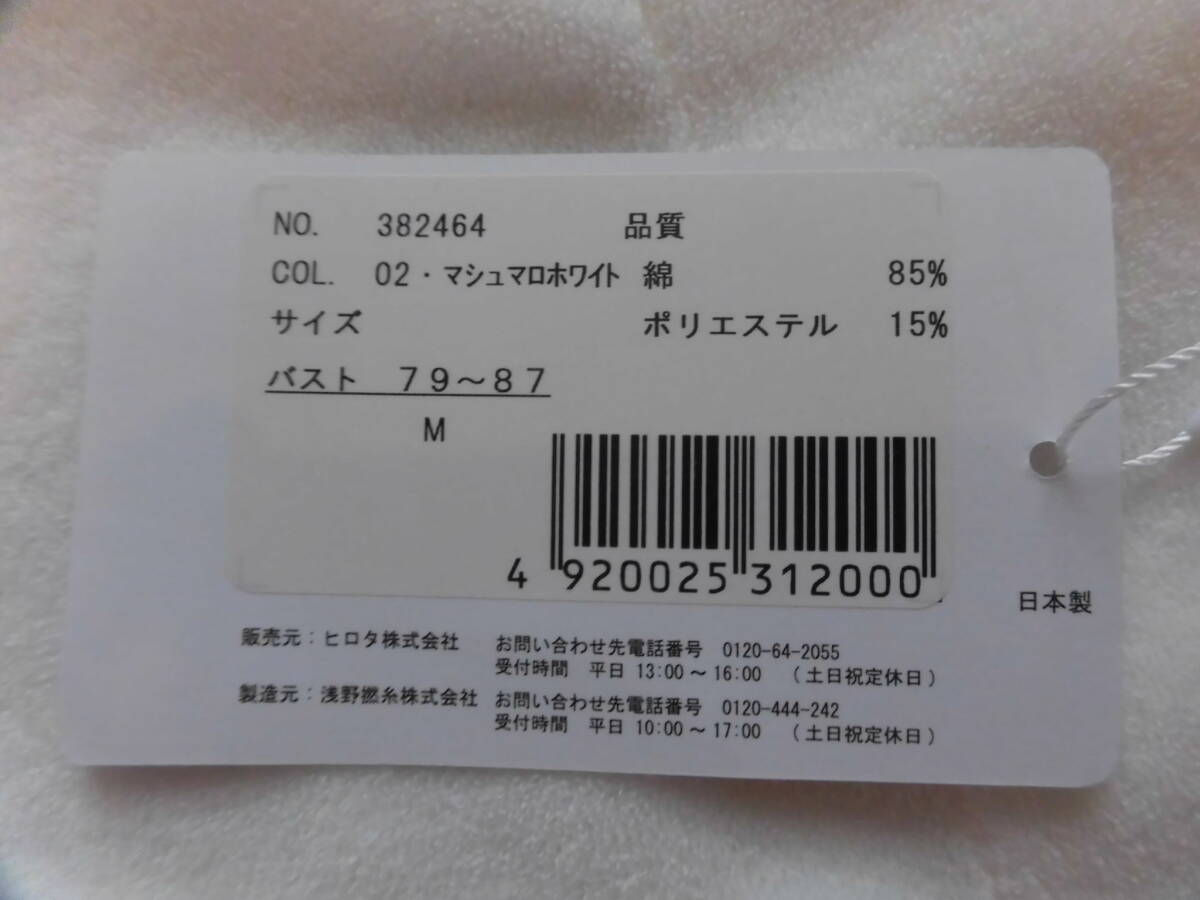 NO. 382464 品質
COL. 02・マシュマロホワイト 綿 85%
サイズ ポリエステル 15%
バスト 79~87
M
4 920025 312000
日本製
販売元:ヒロタ株式会社 お問い合わせ先電話番号 0120-64-2055
受付時間 平日 13:00~16:00 (土日祝定休日)
製造元:浅野撚糸株式会社 お問い合わせ先電話番号 0120-444-242
受付時間 平日 10:00~17:00 (土日祝定休日)